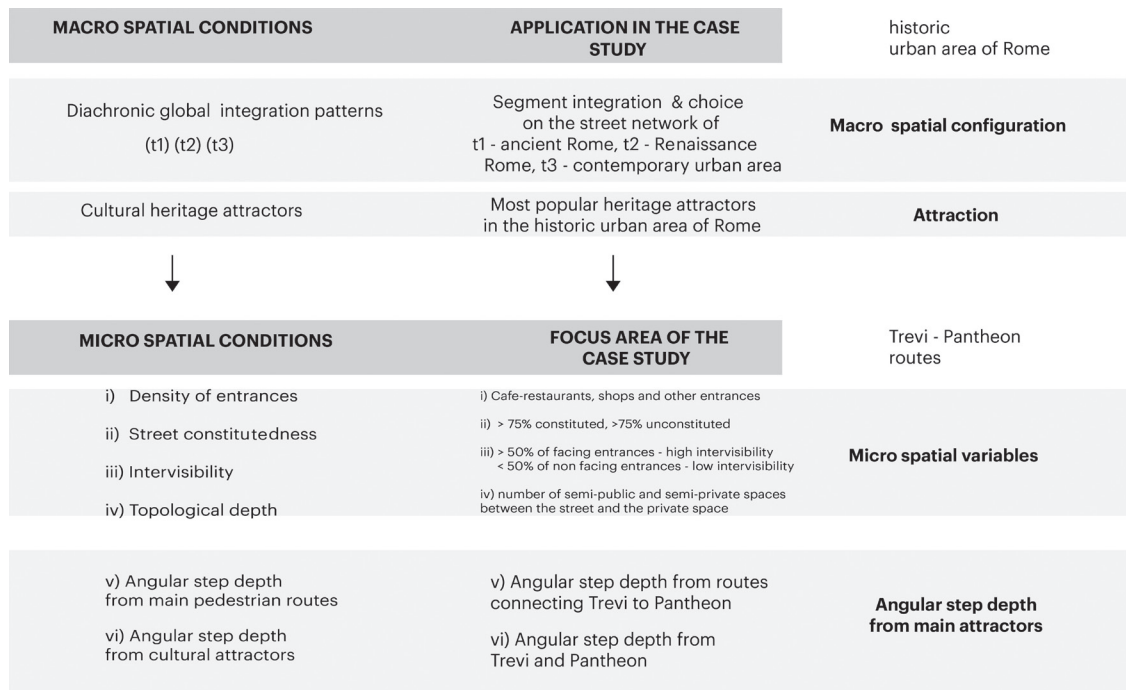 MACRO SPATIAL CONDITIONS
APPLICATION IN THE CASE
STUDY
historic
urban area of Rome
Diachronic global integration patterns
(t1) (t2) (t3)
Segment integration & choice
on the street network of
t1 - ancient Rome, t2 - Renaissance
Rome, t3 - contemporary urban area
Macro spatial configuration
Cultural heritage attractors
Most popular heritage attractors
in the historic urban area of Rome
Attraction
MICRO SPATIAL CONDITIONS
FOCUS AREA OF THE
CASE STUDY
Trevi - Pantheon
routes
i) Density of entrances
ii) Street constitutedness
iii) Intervisibility
iv) Topological depth
i) Cafe-restaurants, shops and other entrances
ii) > 75% constituted, >75% unconstituted
iii) > 50% of facing entrances - high intervisibility
< 50% of non facing entrances - low intervisibility
iv) number of semi-public and semi-private spaces
between the street and the private space
Micro spatial variables
v) Angular step depth
from main pedestrian routes
vi) Angular step depth
from cultural attractors
v) Angular step depth from routes
connecting Trevi to Pantheon
vi) Angular step depth from
Trevi and Pantheon
Angular step depth
from main attractors